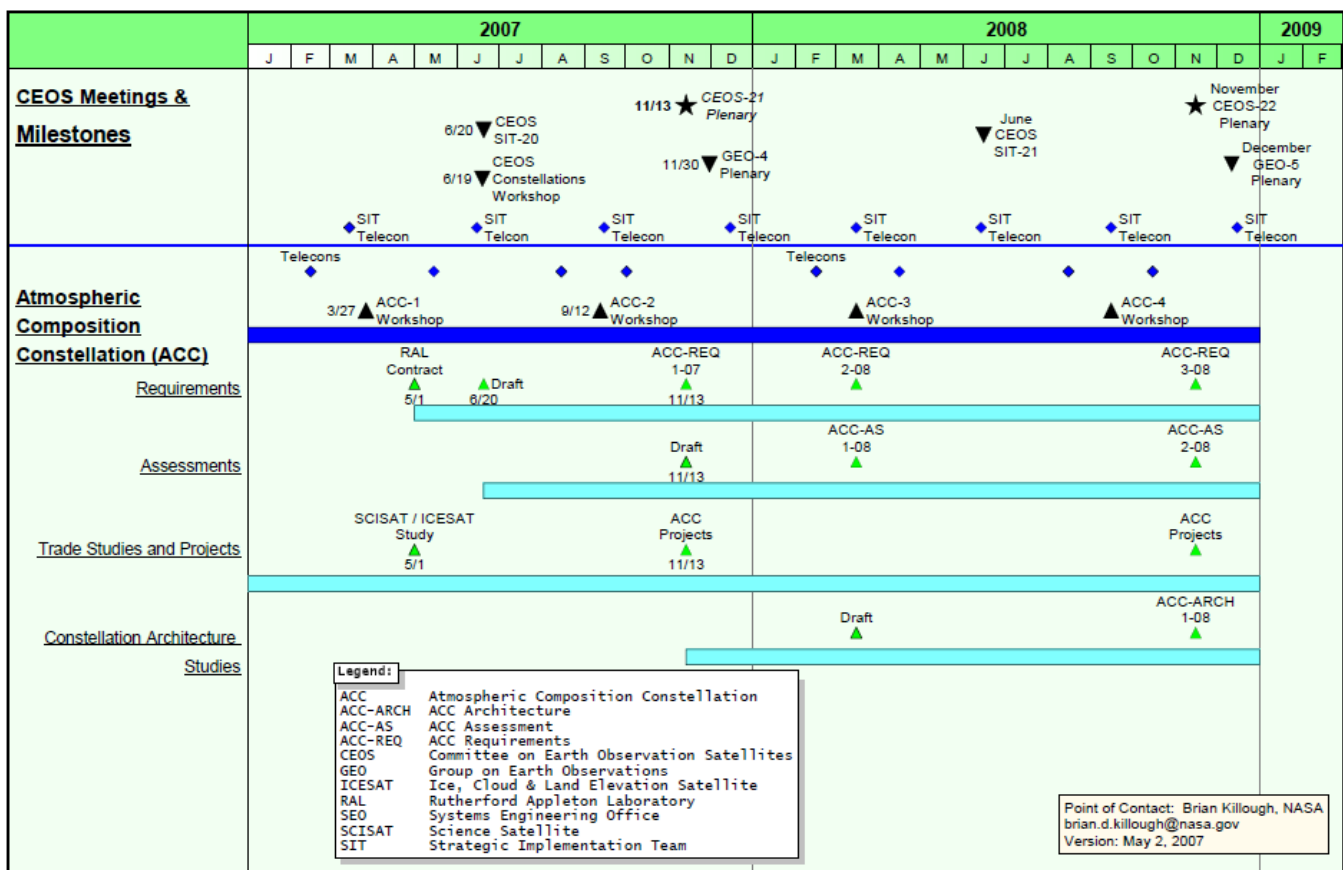 2007 2008 2009
J F M A M J J A S O N D J F M A M J J A S O N D J F
CEOS Meetings &
Milestones
11/13 CEOS-21
Plenary
November
CEOS-22
Plenary
6/20 CEOS
SIT-20
June
CEOS
SIT-21
6/19 CEOS
Constellations
Workshop
11/30 GEO-4
Plenary
December
GEO-5
Plenary
SIT
Telecon
SIT
Telcon
SIT
Telecon
SIT
Telecon
SIT
Telecon
SIT
Telecon
SIT
Telecon
SIT
Telecon
Telecons
Telecons
Atmospheric
Composition
Constellation (ACC)
3/27 ACC-1
Workshop
9/12 ACC-2
Workshop
ACC-3
Workshop
ACC-4
Workshop
Requirements
RAL
Contract
5/1
Draft
6/20
ACC-REQ
1-07
11/13
ACC-REQ
2-08
ACC-REQ
3-08
Assessments
Draft
11/13
ACC-AS
1-08
ACC-AS
2-08
Trade Studies and Projects
SCISAT / ICESAT
Study
5/1
ACC
Projects
11/13
ACC
Projects
Constellation Architecture
Studies
Draft
ACC-ARCH
1-08
Legend:
ACC Atmospheric Composition Constellation
ACC-ARCH ACC Architecture
ACC-AS ACC Assessment
ACC-REQ ACC Requirements
CEOS Committee on Earth Observation Satellites
GEO Group on Earth Observations
ICESAT Ice, Cloud & Land Elevation Satellite
RAL Rutherford Appleton Laboratory
SEO Systems Engineering Office
SCISAT Science Satellite
SIT Strategic Implementation Team
Point of Contact: Brian Killough, NASA
brian.d.killough@nasa.gov
Version: May 2, 2007